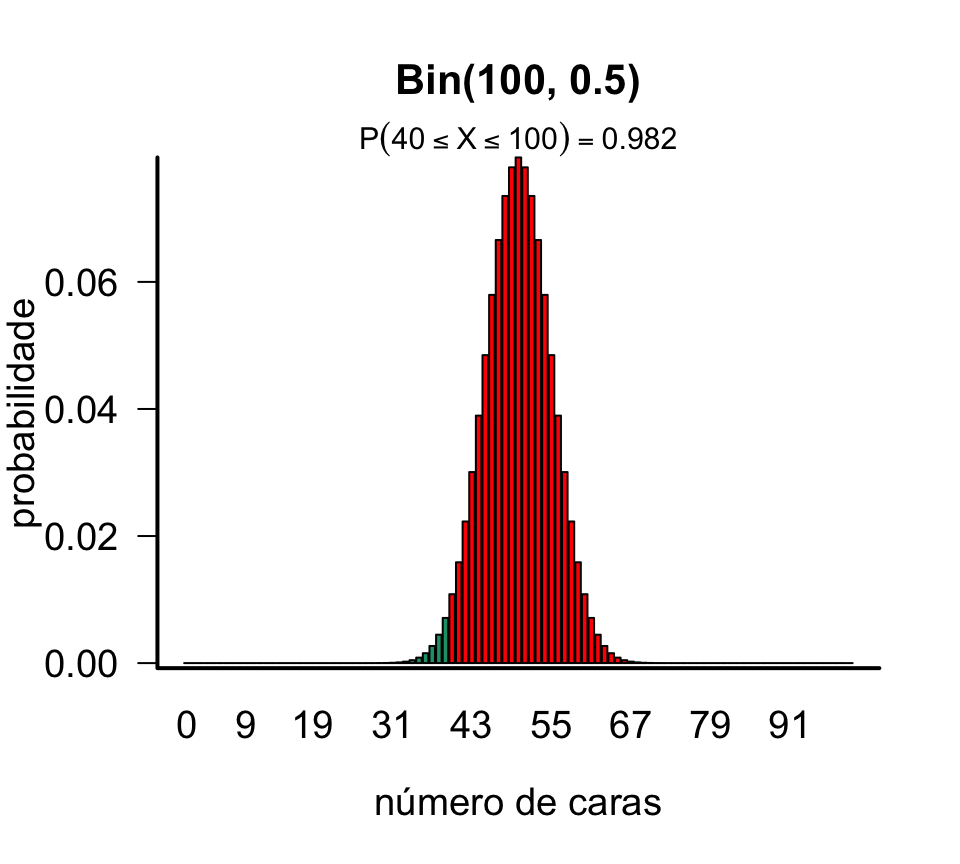 Bin(100, 0.5)
P(40 ≤ X ≤ 100) = 0.982
probabilidade
0.06
0.04
0.02
0.00
0 9 19 31 43 55 67 79 91
número de caras